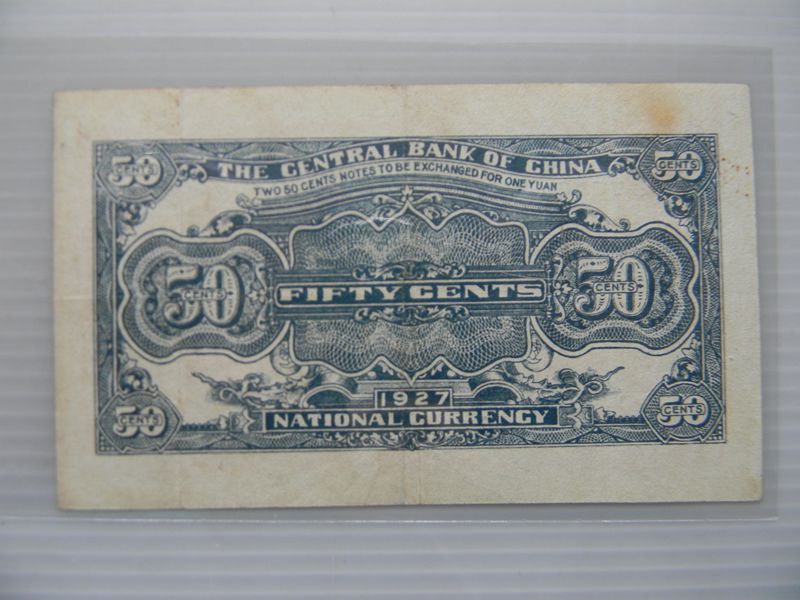 50 CENTS
THE CENTRAL BANK OF CHINA
50 CENTS
TWO 50 CENTS NOTES TO BE EXCHANGED FOR ONE YUAN
50 CENTS
FIFTY CENTS
50 CENTS
50 CENTS
1927
NATIONAL CURRENCY
50 CENTS